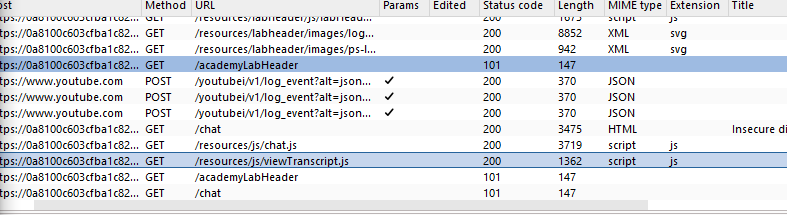 ost Method URL Params Edited Status code Length MIME type Extension Title
GET /resources/labheader/js/labHea... 200 1673 script js
ttps://0a8100c603cfba1c82... GET /resources/labheader/images/log... 200 8852 XML svg
ttps://0a8100c603cfba1c82... GET /resources/labheader/images/ps-l... 200 942 XML svg
ttps://0a8100c603cfba1c82... GET /academyLabHeader 101 147
ttps://www.youtube.com POST /youtubei/v1/log_event?alt=json... ✓ 200 370 JSON
ttps://www.youtube.com POST /youtubei/v1/log_event?alt=json... ✓ 200 370 JSON
ttps://www.youtube.com POST /youtubei/v1/log_event?alt=json... ✓ 200 370 JSON
ttps://0a8100c603cfba1c82... GET /chat 200 3475 HTML Insecure di
ttps://0a8100c603cfba1c82... GET /resources/js/chat.js 200 3719 script js
ttps://0a8100c603cfba1c82... GET /resources/js/viewTranscript.js 200 1362 script js
ttps://0a8100c603cfba1c82... GET /academyLabHeader 101 147
ttps://0a8100c603cfba1c82... GET /chat 101 147